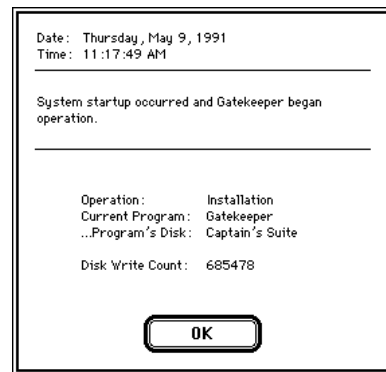 Date: Thursday, May 9, 1991
Time: 11:17:49 AM
System startup occurred and Gatekeeper began
operation.
Operation: Installation
Current Program: Gatekeeper
...Program's Disk: Captain's Suite
Disk Write Count: 685478
OK